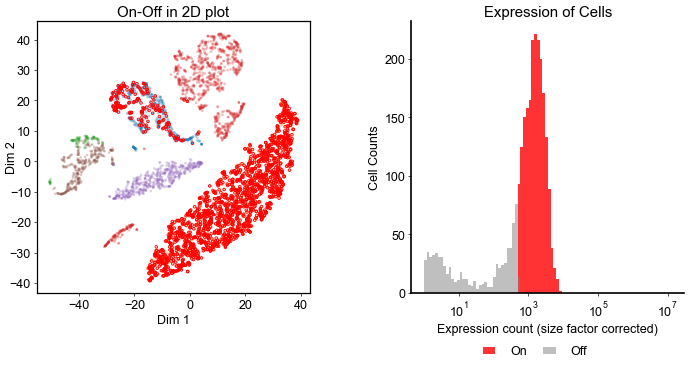 On-Off in 2D plot
Expression of Cells
40
30
20
10
0
−10
−20
−30
−40
Dim 2
−40
−20
0
20
40
Dim 1
200
150
100
50
0
Cell Counts
10^1
10^3
10^5
10^7
Expression count (size factor corrected)
On
Off